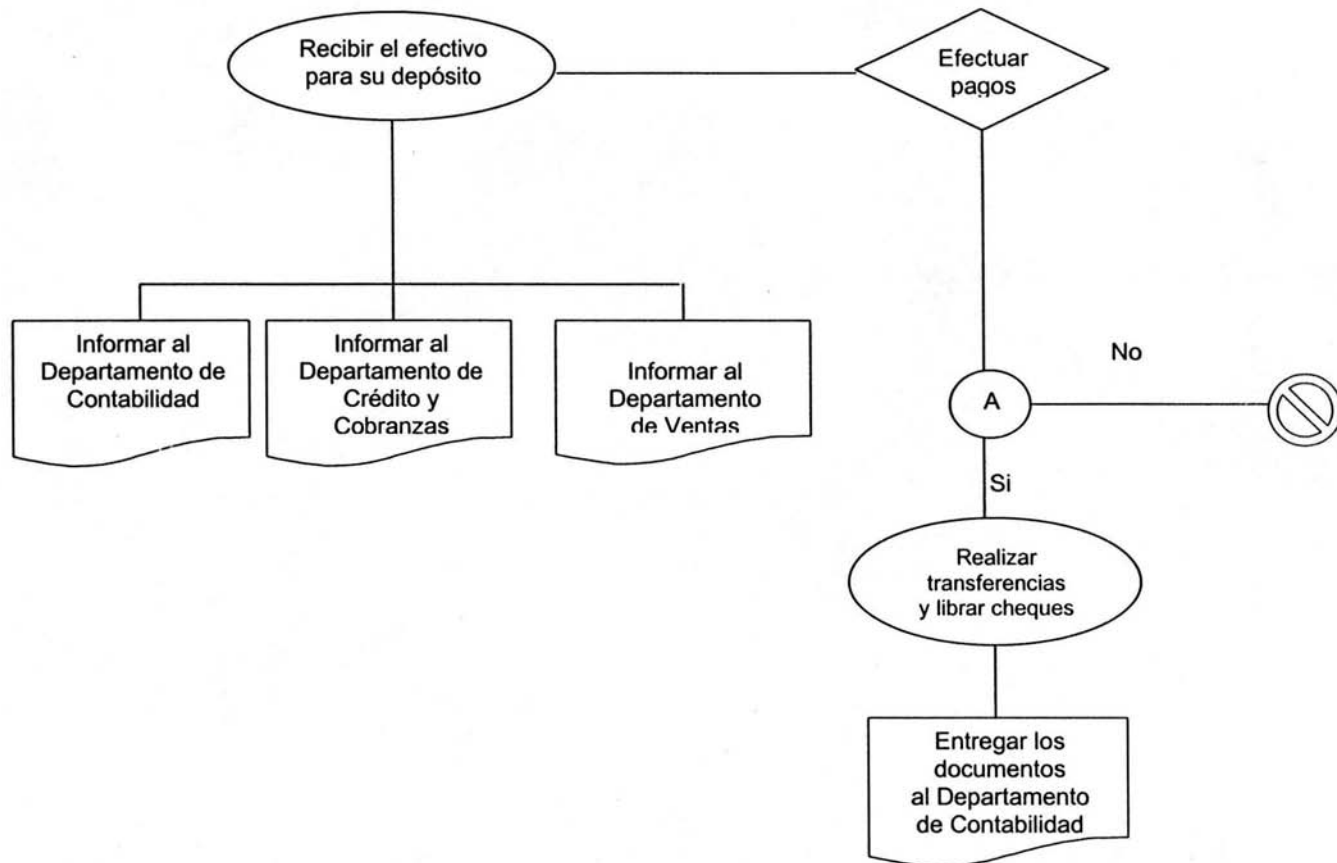 Recibir el efectivo
para su depósito
Efectuar
pagos
Informar al
Departamento de
Contabilidad
Informar al
Departamento de
Crédito y
Cobranzas
Informar al
Departamento
de Ventas
A
No
Si
Realizar
transferencias
y librar cheques
Entregar los
documentos
al Departamento
de Contabilidad